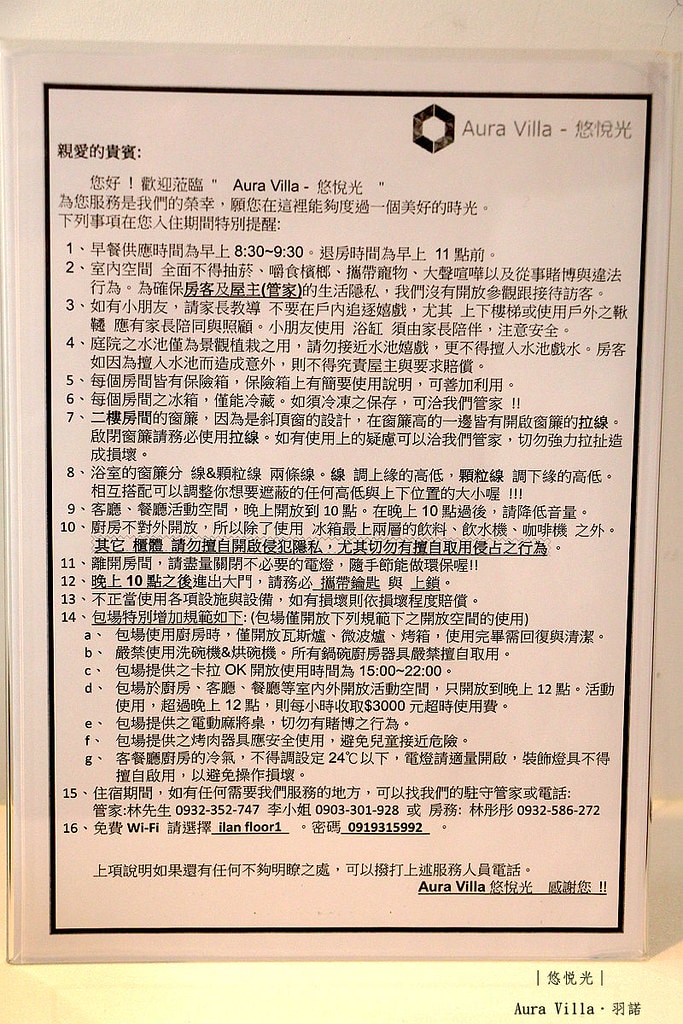 Aura Villa - 悠悅光
親愛的貴賓:
您好！歡迎蒞臨 " Aura Villa - 悠悅光 "
為您服務是我們的榮幸，願您在這裡能夠度過一個美好的時光。
下列事項在您入住期間特別提醒:
1、早餐供應時間為早上 8:30~9:30。退房時間為早上 11 點前。
2、室內空間 全面不得抽菸、嚼食檳榔、攜帶寵物、大聲喧嘩以及從事賭博與違法
行為。為確保房客及屋主(管家)的生活隱私，我們沒有開放參觀跟接待訪客。
3、如有小朋友，請家長教導 不要在戶內追逐嬉戲，尤其 上下樓梯或使用戶外之鞦
韆 應有家長陪同與照顧。小朋友使用 浴缸 須由家長陪伴，注意安全。
4、庭院之水池僅為景觀植栽之用，請勿接近水池嬉戲，更不得擅入水池戲水。房客
如因為擅入水池而造成意外，則不得究責屋主與要求賠償。
5、每個房間皆有保險箱，保險箱上有簡要使用說明，可善加利用。
6、每個房間之冰箱，僅能冷藏。如須冷凍之保存，可洽我們管家 !!
7、二樓房間的窗簾，因為是斜頂窗的設計，在窗簾高的一邊皆有開啟窗簾的拉線。
啟閉窗簾請務必使用拉線。如有使用上的疑慮可以洽我們管家，切勿強力拉扯造
成損壞。
8、浴室的窗簾分 線&顆粒線 兩條線。線 調上緣的高低，顆粒線 調下緣的高低。
相互搭配可以調整你想要遮蔽的任何高低與上下位置的大小喔 !!!
9、客廳、餐廳活動空間，晚上開放到 10 點。在晚上 10 點過後，請降低音量。
10、廚房不對外開放，所以除了使用 冰箱最上兩層的飲料、飲水機、咖啡機 之外。
其它 櫃體 請勿擅自開啟侵犯隱私，尤其切勿有擅自取用侵占之行為。
11、離開房間，請盡量關閉不必要的電燈，隨手節能做環保喔!!
12、晚上 10 點之後進出大門，請務必 攜帶鑰匙 與 上鎖。
13、不正當使用各項設施與設備，如有損壞則依損壞程度賠償。
14、包場特別增加規範如下:(包場僅開放下列規範下之開放空間的使用)
a、 包場使用廚房時，僅開放瓦斯爐、微波爐、烤箱，使用完畢需回復與清潔。
b、 嚴禁使用洗碗機&烘碗機。所有鍋碗廚房器具嚴禁擅自取用。
c、 包場提供之卡拉 OK 開放使用時間為 15:00~22:00。
d、 包場於廚房、客廳、餐廳等室內外開放活動空間，只開放到晚上 12 點。活動
使用，超過晚上 12 點，則每小時收取$3000 元超時使用費。
e、 包場提供之電動麻將桌，切勿有賭博之行為。
f、 包場提供之烤肉器具應安全使用，避免兒童接近危險。
g、 客餐廳廚房的冷氣，不得調設定 24℃以下，電燈請適量開啟，裝飾燈具不得
擅自啟用，以避免操作損壞。
15、住宿期間，如有任何需要我們服務的地方，可以找我們的駐守管家或電話:
管家:林先生 0932-352-747 李小姐 0903-301-928 或 房務: 林彤彤 0932-586-272
16、免費 Wi-Fi 請選擇 ilan floor1 。密碼 0919315992 。
上項說明如果還有任何不夠明瞭之處，可以撥打上述服務人員電話。
Aura Villa 悠悅光 感謝您 !!
|悠悅光|
Aura Villa·羽諾